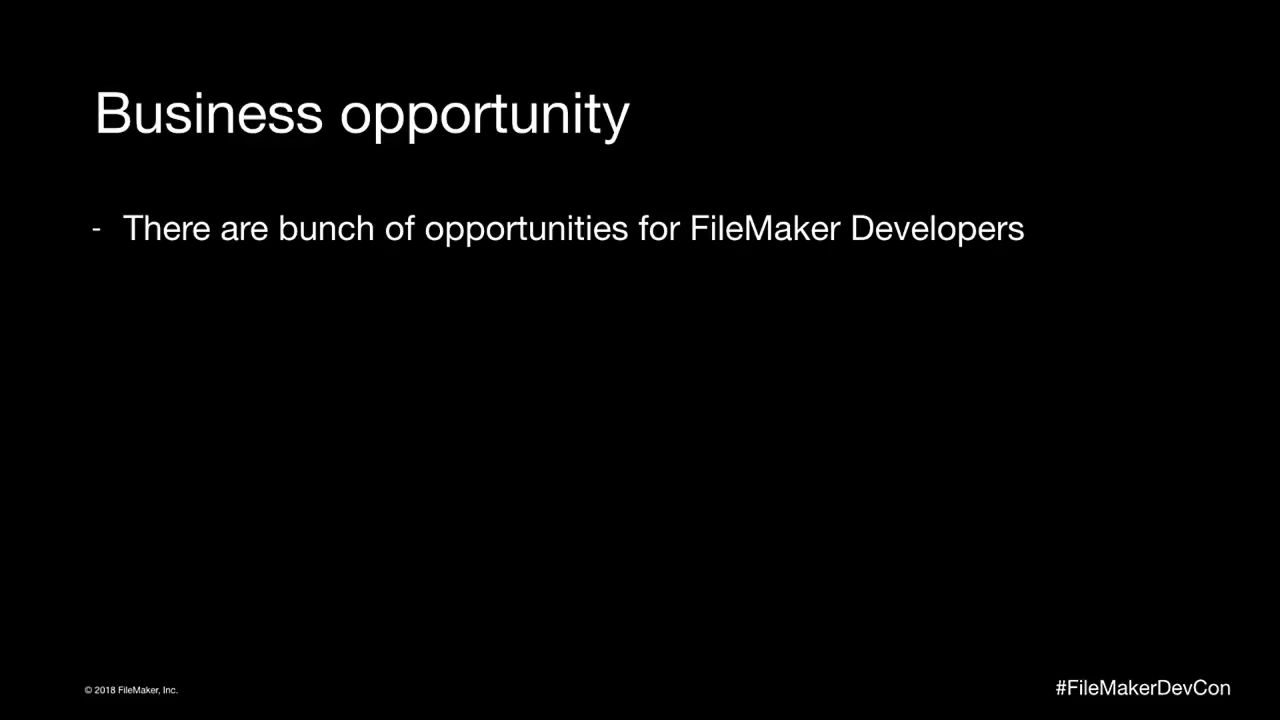 Business opportunity
- There are bunch of opportunities for FileMaker Developers
© 2018 FileMaker, Inc.
#FileMakerDevCon